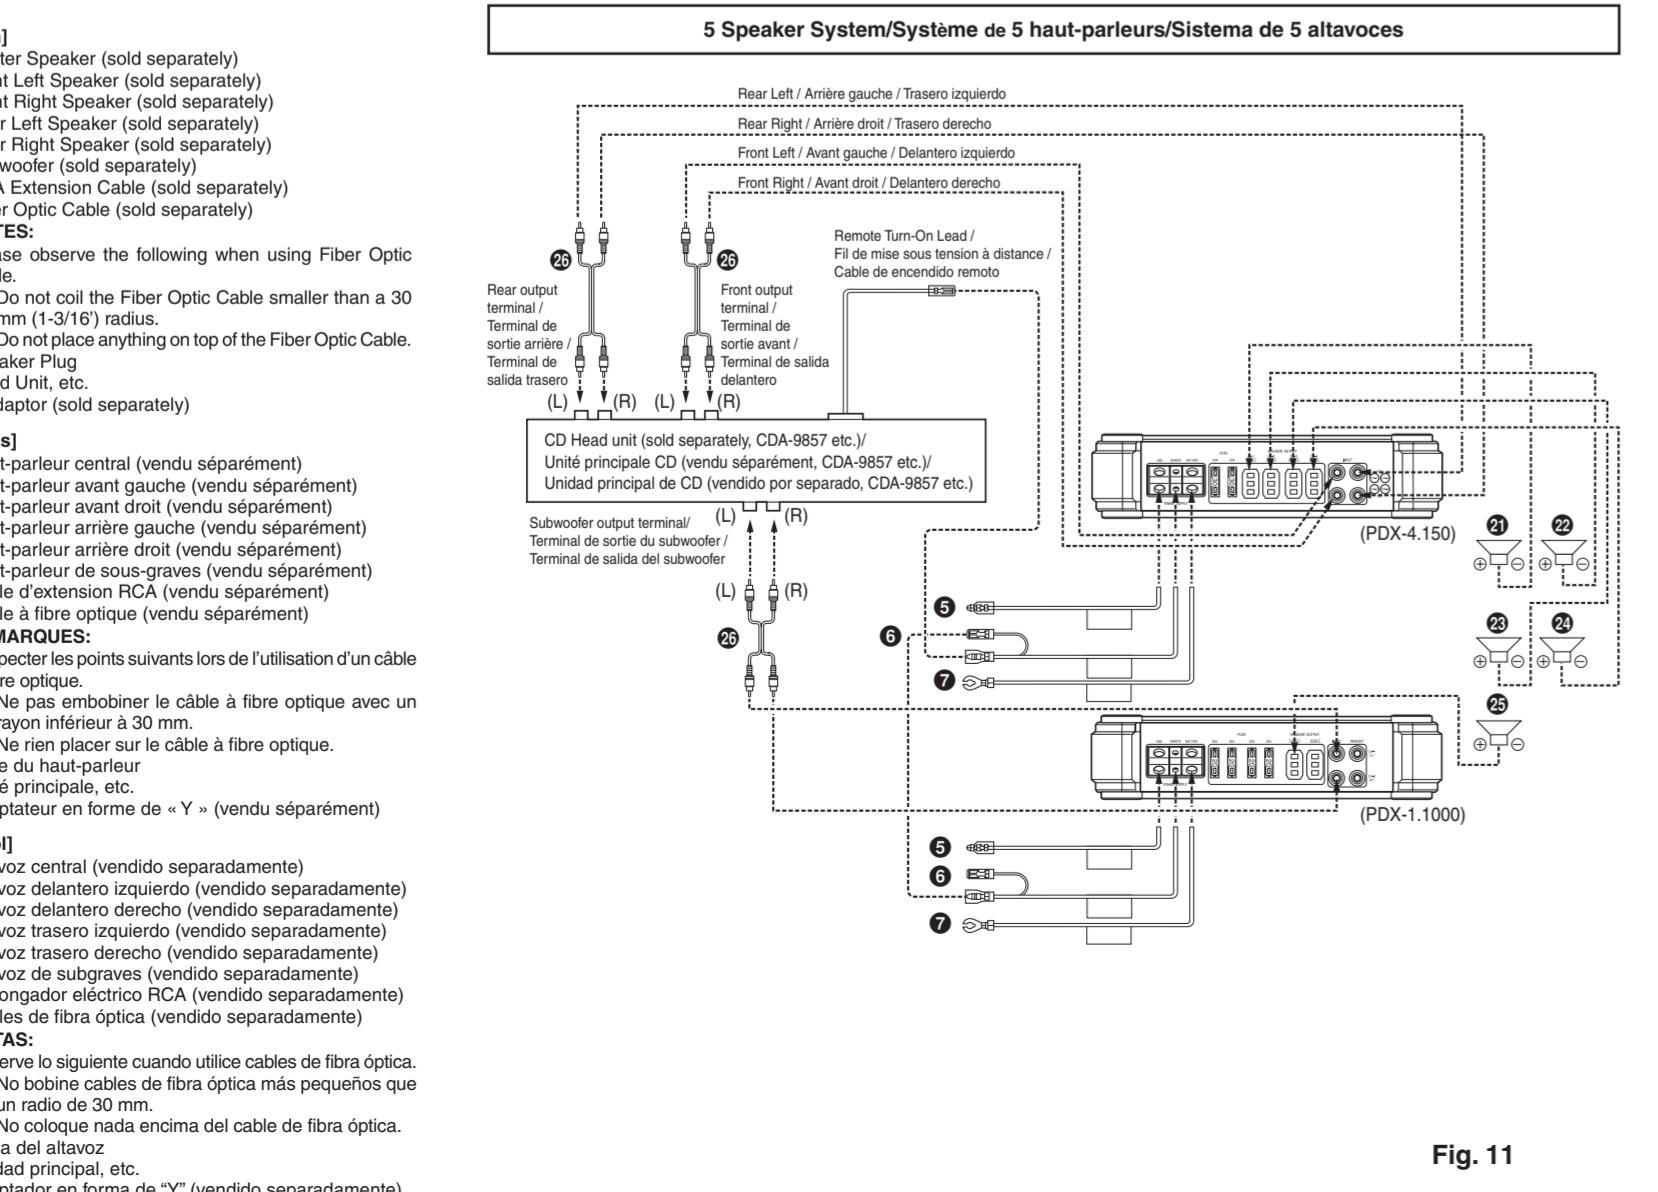 ]
ter Speaker (sold separately)
t Left Speaker (sold separately)
t Right Speaker (sold separately)
r Left Speaker (sold separately)
r Right Speaker (sold separately)
woofer (sold separately)
A Extension Cable (sold separately)
r Optic Cable (sold separately)
TES:
se observe the following when using Fiber Optic
e.
Do not coil the Fiber Optic Cable smaller than a 30
mm (1-3/16’) radius.
Do not place anything on top of the Fiber Optic Cable.
aker Plug
d Unit, etc.
daptor (sold separately)
s]
t-parleur central (vendu séparément)
t-parleur avant gauche (vendu séparément)
t-parleur avant droit (vendu séparément)
t-parleur arrière gauche (vendu séparément)
t-parleur arrière droit (vendu séparément)
t-parleur de sous-graves (vendu séparément)
le d’extension RCA (vendu séparément)
le à fibre optique (vendu séparément)
MARQUES:
pecter les points suivants lors de l’utilisation d’un câble
re optique.
Ne pas embobiner le câble à fibre optique avec un
rayon inférieur à 30 mm.
Ne rien placer sur le câble à fibre optique.
e du haut-parleur
é principale, etc.
ptateur en forme de « Y » (vendu séparément)
ol]
voz central (vendido separadamente)
voz delantero izquierdo (vendido separadamente)
voz delantero derecho (vendido separadamente)
voz trasero izquierdo (vendido separadamente)
voz trasero derecho (vendido separadamente)
voz de subgraves (vendido separadamente)
ongador eléctrico RCA (vendido separadamente)
les de fibra óptica (vendido separadamente)
TAS:
erve lo siguiente cuando utilice cables de fibra óptica.
No bobine cables de fibra óptica más pequeños que
un radio de 30 mm.
No coloque nada encima del cable de fibra óptica.
a del altavoz
dad principal, etc.
ptador en forma de “Y” (vendido separadamente)
5 Speaker System/Système de 5 haut-parleurs/Sistema de 5 altavoces
Rear Left / Arrière gauche / Trasero izquierdo
Rear Right / Arrière droit / Trasero derecho
Front Left / Avant gauche / Delantero izquierdo
Front Right / Avant droit / Delantero derecho
Remote Turn-On Lead /
Fil de mise sous tension à distance /
Cable de encendido remoto
26
26
Rear output
terminal /
Terminal de
sortie arrière /
Terminal de
salida trasero
Front output
terminal /
Terminal de
sortie avant /
Terminal de salida
delantero
(L) (R) (L) (R)
CD Head unit (sold separately, CDA-9857 etc.)/
Unité principale CD (vendu séparément, CDA-9857 etc.)/
Unidad principal de CD (vendido por separado, CDA-9857 etc.)
(L) (R)
Subwoofer output terminal/
Terminal de sortie du subwoofer /
Terminal de salida del subwoofer
(L) (R)
26
(PDX-4.150)
21 22
⊕ ⊖ ⊕ ⊖
23 24
⊕ ⊖ ⊕ ⊖
25
⊕ ⊖
5
6
7
(PDX-1.1000)
5
6
7
Fig. 11